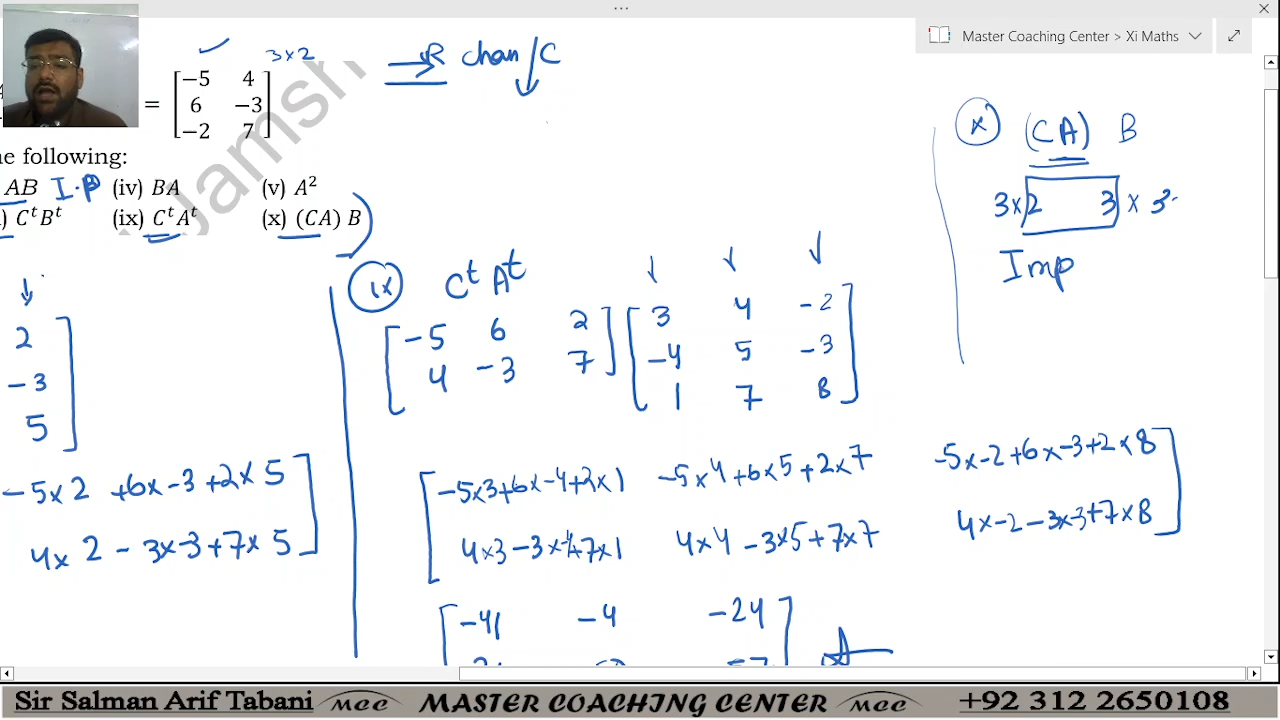 Master Coaching Center > Xi Maths
3×2
R chan / C
= [−5 4
6 −3
−2 7]
Jamsh
he following:
AB I.P (iv) BA (v) A²
CᵗBᵗ (ix) CᵗAᵗ (x) (CA) B
x (CA) B
3×2 3×3
Imp
2
-3
5
-5×2 +6×-3+2×5
4×2 - 3×-3+7×5
ix Cᵗ Aᵗ
[-5 6 2] [3 4 -2]
[4 -3 7] [-4 5 -3]
[1 7 8]
-5×3+6×-4+2×1 -5×4+6×5+2×7 -5×-2+6×-3+2×8
4×3-3×-4+7×1 4×4-3×5+7×7 4×-2-3×-3+7×8
-41 -4 -24
Sir Salman Arif Tabani mcc MASTER COACHING CENTER mcc +92 312 2650108